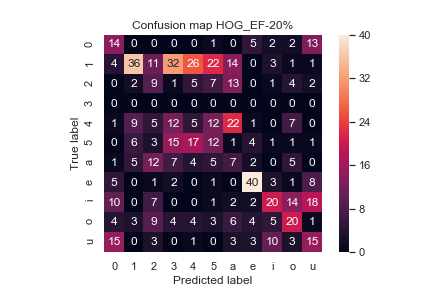 Confusion map HOG_EF-20%
0 14 0 1 0 0 0 1 0 5 2 2 13
1 4 36 11 32 26 22 14 0 3 1 1
2 0 2 9 1 5 7 13 0 1 4 2
3 0 0 0 0 0 0 0 0 0 0 0
4 1 9 5 12 5 12 22 1 0 7 0
5 0 6 3 15 17 12 1 4 1 1 1
a 1 5 12 7 4 5 7 2 0 5 0
e 5 0 1 2 0 1 0 40 3 1 8
i 10 0 7 0 0 1 2 2 20 14 18
o 4 3 9 4 4 3 6 4 5 20 1
u 15 0 3 0 1 0 3 3 10 3 15
0 1 2 3 4 5 a e i o u
Predicted label
True label
40
32
24
16
8
0